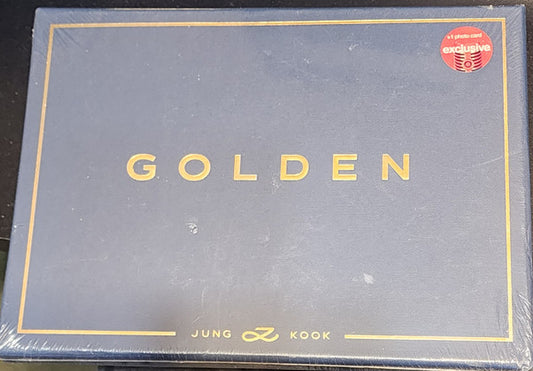 +1 photo card
exclusive
GOLDEN
JUNG KOOK